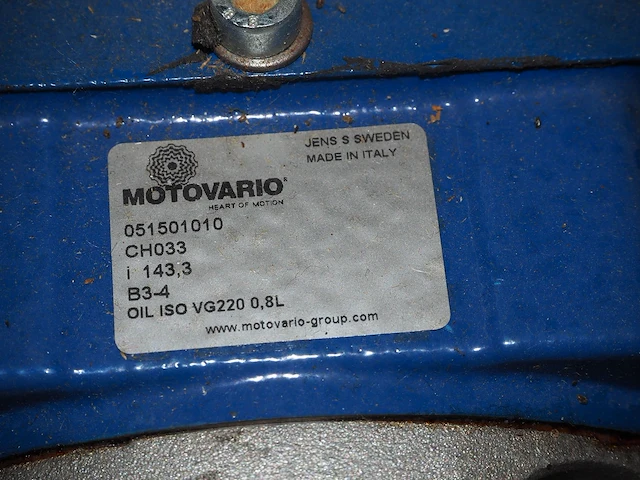 JENS S SWEDEN
MADE IN ITALY
MOTOVARIO
HEART OF MOTION
051501010
CH033
i 143,3
B3-4
OIL ISO VG220 0,8L
www.motovario-group.com